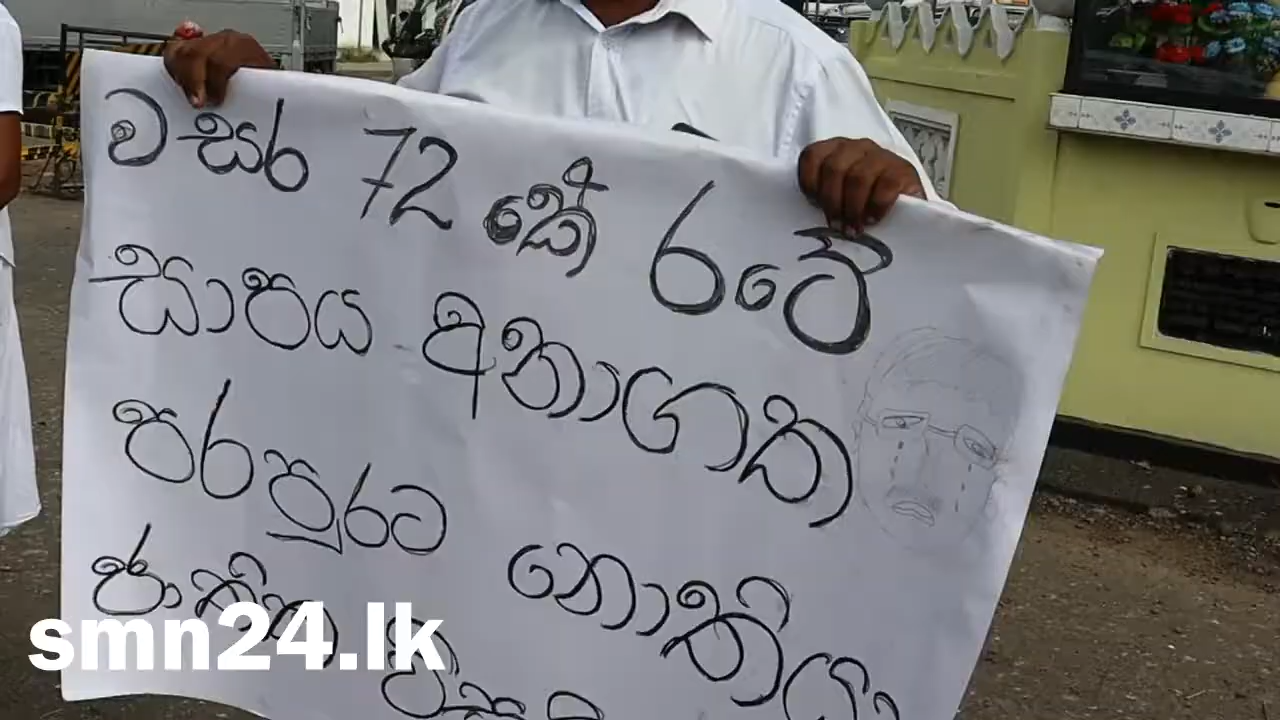 වසර 72 කේ රටේ
සාපය අනාගත
පරපුරට නොතියා
ජාතික
smn24.lk